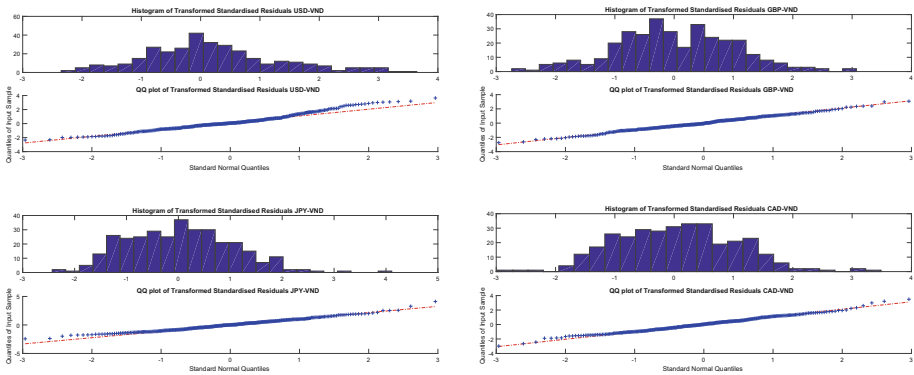 Histogram of Transformed Standardised Residuals USD-VND
60
40
20
0
-3 -2 -1 0 1 2 3 4
QQ plot of Transformed Standardised Residuals USD-VND
Quantiles of Input Sample
4
2
0
-2
-4
-3 -2 -1 0 1 2 3
Standard Normal Quantiles
Histogram of Transformed Standardised Residuals GBP-VND
40
20
0
-3 -2 -1 0 1 2 3 4
QQ plot of Transformed Standardised Residuals GBP-VND
Quantiles of Input Sample
4
2
0
-2
-4
-3 -2 -1 0 1 2 3
Standard Normal Quantiles
Histogram of Transformed Standardised Residuals JPY-VND
40
30
20
10
0
-3 -2 -1 0 1 2 3 4 5
QQ plot of Transformed Standardised Residuals JPY-VND
Quantiles of Input Sample
5
0
-5
-3 -2 -1 0 1 2 3
Standard Normal Quantiles
Histogram of Transformed Standardised Residuals CAD-VND
40
30
20
10
0
-3 -2 -1 0 1 2 3 4
QQ plot of Transformed Standardised Residuals CAD-VND
Quantiles of Input Sample
4
2
0
-2
-4
-3 -2 -1 0 1 2 3
Standard Normal Quantiles